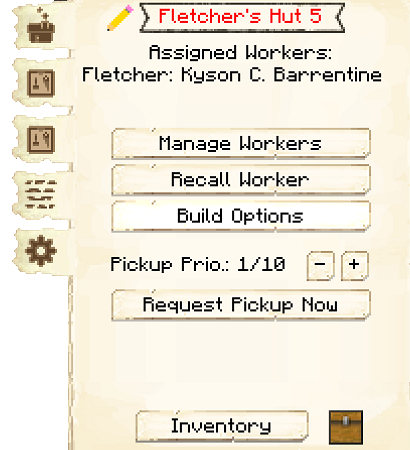 Fletcher's Hut 5
Assigned Workers:
Fletcher: Kyson C. Barrentine
Manage Workers
Recall Worker
Build Options
Pickup Prio.: 1/10 - +
Request Pickup Now
Inventory